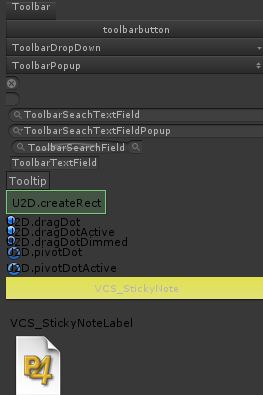 Toolbar
toolbarbutton
ToolbarDropDown
ToolbarPopup
ToolbarSeachTextField
ToolbarSeachTextFieldPopup
ToolbarSearchField
ToolbarTextField
Tooltip
U2D.createRect
U2D.dragDot
U2D.dragDotActive
U2D.dragDotDimmed
U2D.pivotDot
U2D.pivotDotActive
VCS_StickyNote
VCS_StickyNoteLabel
P4